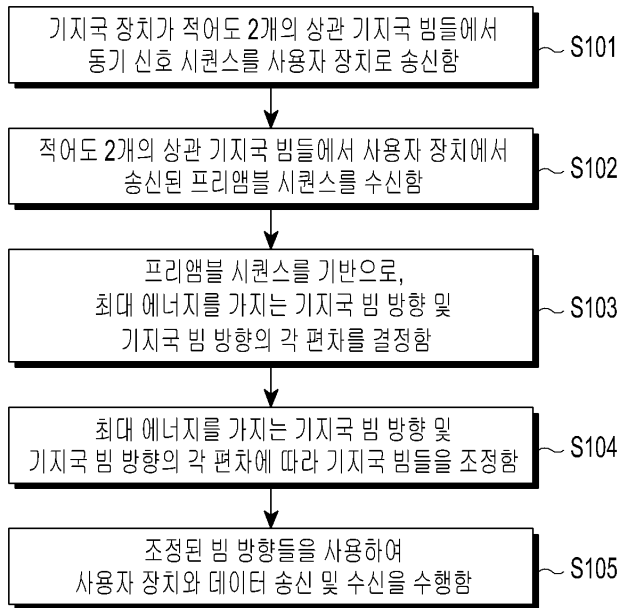 기지국 장치가 적어도 2개의 상관 기지국 빔들에서
동기 신호 시퀀스를 사용자 장치로 송신함
S101
적어도 2개의 상관 기지국 빔들에서 사용자 장치에서
송신된 프리앰블 시퀀스를 수신함
S102
프리앰블 시퀀스를 기반으로,
최대 에너지를 가지는 기지국 빔 방향 및
기지국 빔 방향의 각 편차를 결정함
S103
최대 에너지를 가지는 기지국 빔 방향 및
기지국 빔 방향의 각 편차에 따라 기지국 빔들을 조정함
S104
조정된 빔 방향들을 사용하여
사용자 장치와 데이터 송신 및 수신을 수행함
S105